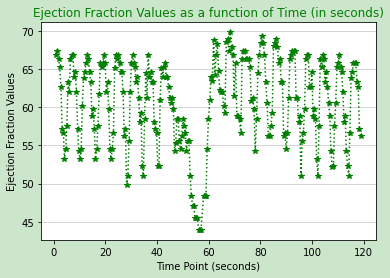 Ejection Fraction Values as a function of Time (in seconds)
70
65
60
55
50
45
Ejection Fraction Values
0 20 40 60 80 100 120
Time Point (seconds)